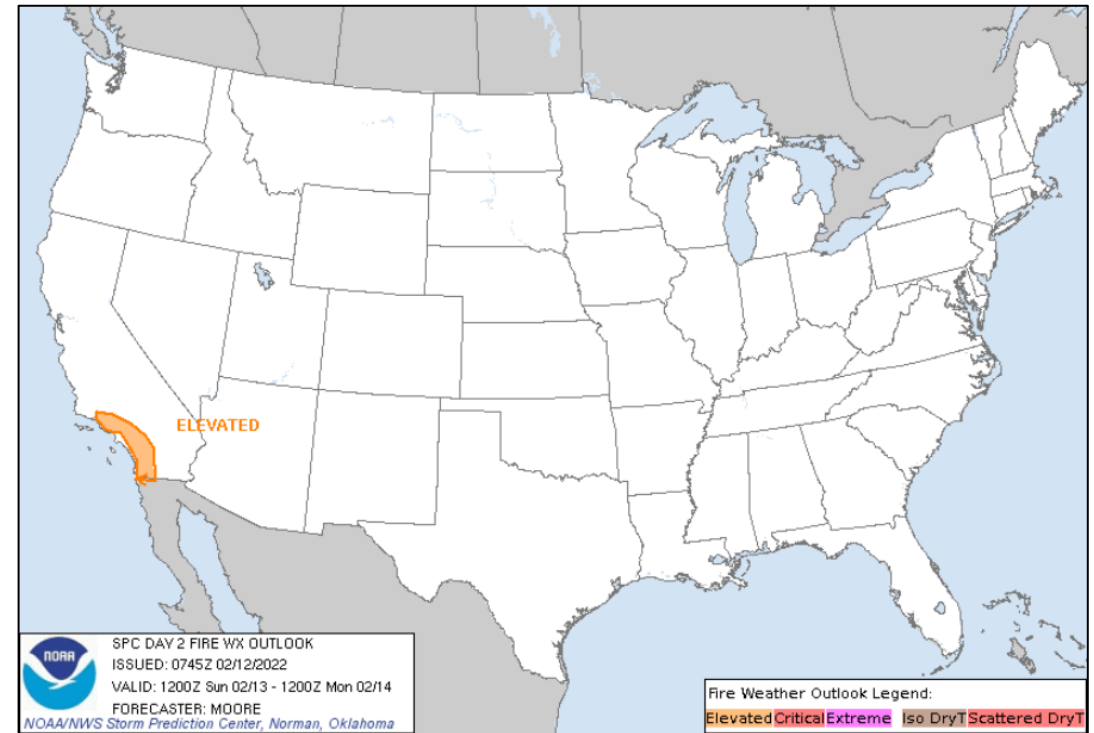 ELEVATED
NOAA
SPC DAY 2 FIRE WX OUTLOOK
ISSUED: 0745Z 02/12/2022
VALID: 1200Z Sun 02/13 - 1200Z Mon 02/14
FORECASTER: MOORE
NOAA/NWS Storm Prediction Center, Norman, Oklahoma
Fire Weather Outlook Legend:
Elevated Critical Extreme Iso DryT Scattered DryT